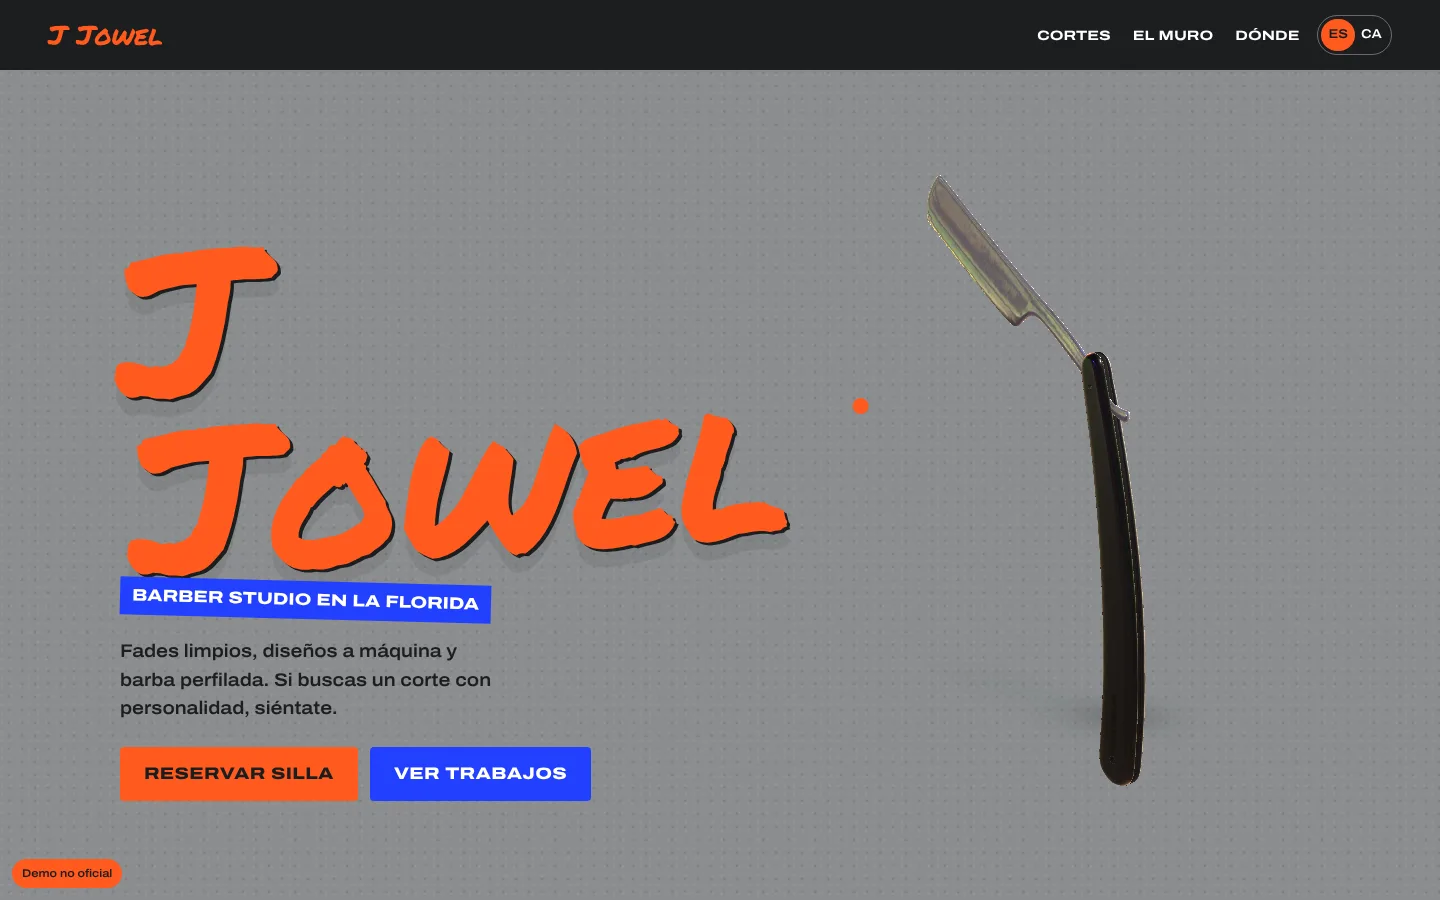 J JOWEL
CORTES
EL MURO
DÓNDE
ES
CA
J
JOWEL
BARBER STUDIO EN LA FLORIDA
Fades limpios, diseños a máquina y
barba perfilada. Si buscas un corte con
personalidad, siéntate.
RESERVAR SILLA
VER TRABAJOS
Demo no oficial